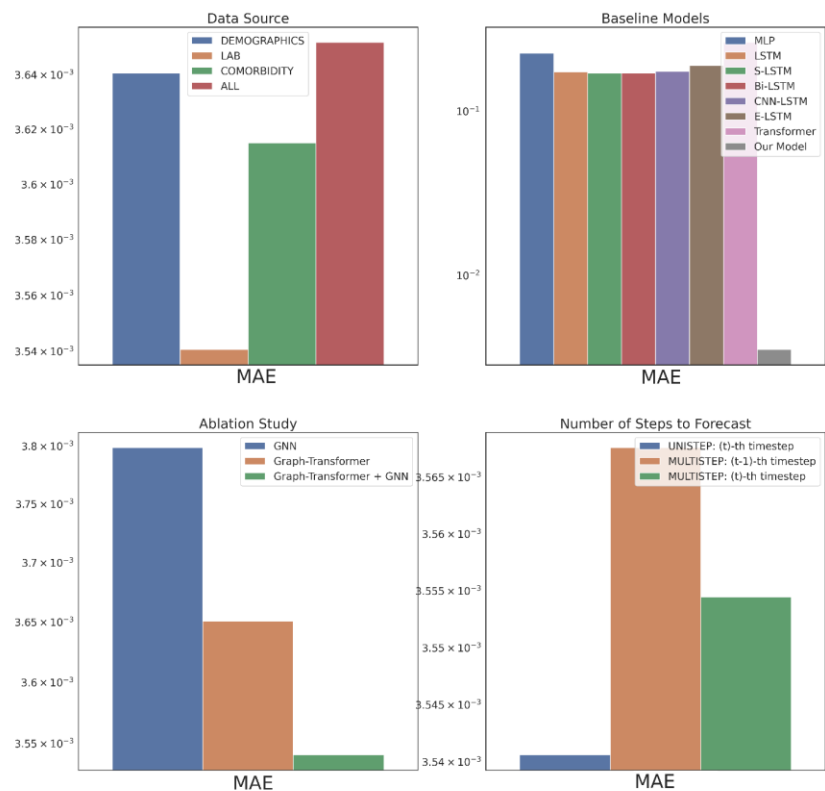 Data Source
DEMOGRAPHICS
LAB
COMORBIDITY
ALL
3.64 × 10⁻³
3.62 × 10⁻³
3.6 × 10⁻³
3.58 × 10⁻³
3.56 × 10⁻³
3.54 × 10⁻³
MAE
Baseline Models
MLP
LSTM
S-LSTM
Bi-LSTM
CNN-LSTM
E-LSTM
Transformer
Our Model
10⁻¹
10⁻²
MAE
Ablation Study
GNN
Graph-Transformer
Graph-Transformer + GNN
3.8 × 10⁻³
3.75 × 10⁻³
3.7 × 10⁻³
3.65 × 10⁻³
3.6 × 10⁻³
3.55 × 10⁻³
MAE
Number of Steps to Forecast
UNISTEP: (t)-th timestep
MULTISTEP: (t-1)-th timestep
MULTISTEP: (t)-th timestep
3.565 × 10⁻³
3.56 × 10⁻³
3.555 × 10⁻³
3.55 × 10⁻³
3.545 × 10⁻³
3.54 × 10⁻³
MAE